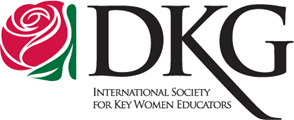 DKG
INTERNATIONAL SOCIETY
FOR KEY WOMEN EDUCATORS